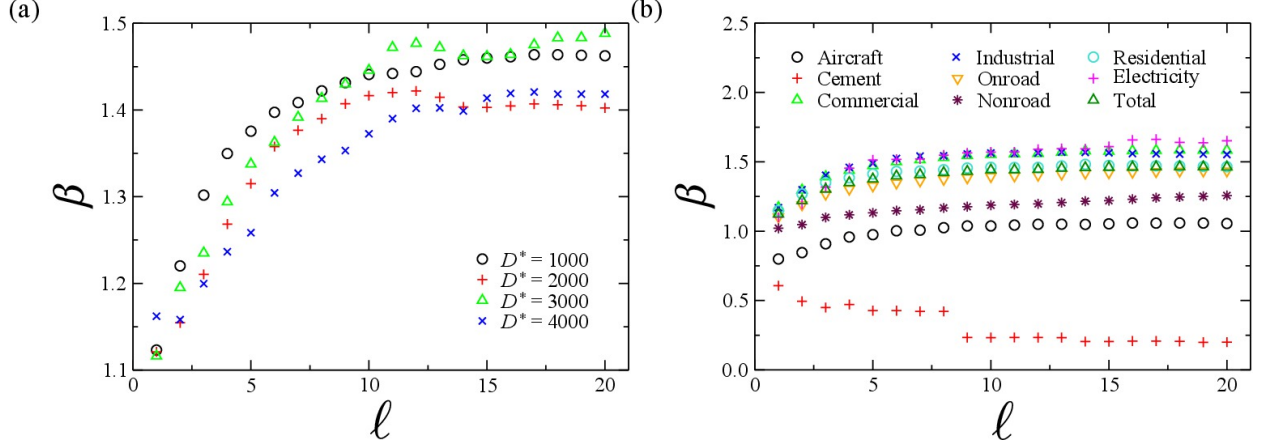 (a)
1.5
1.4
1.3
1.2
1.1
β
0 5 10 15 20
ℓ
D* = 1000
D* = 2000
D* = 3000
D* = 4000
(b)
2.5
2.0
1.5
1.0
0.5
0.0
β
0 5 10 15 20
ℓ
Aircraft Industrial Residential
Cement Onroad Electricity
Commercial Nonroad Total